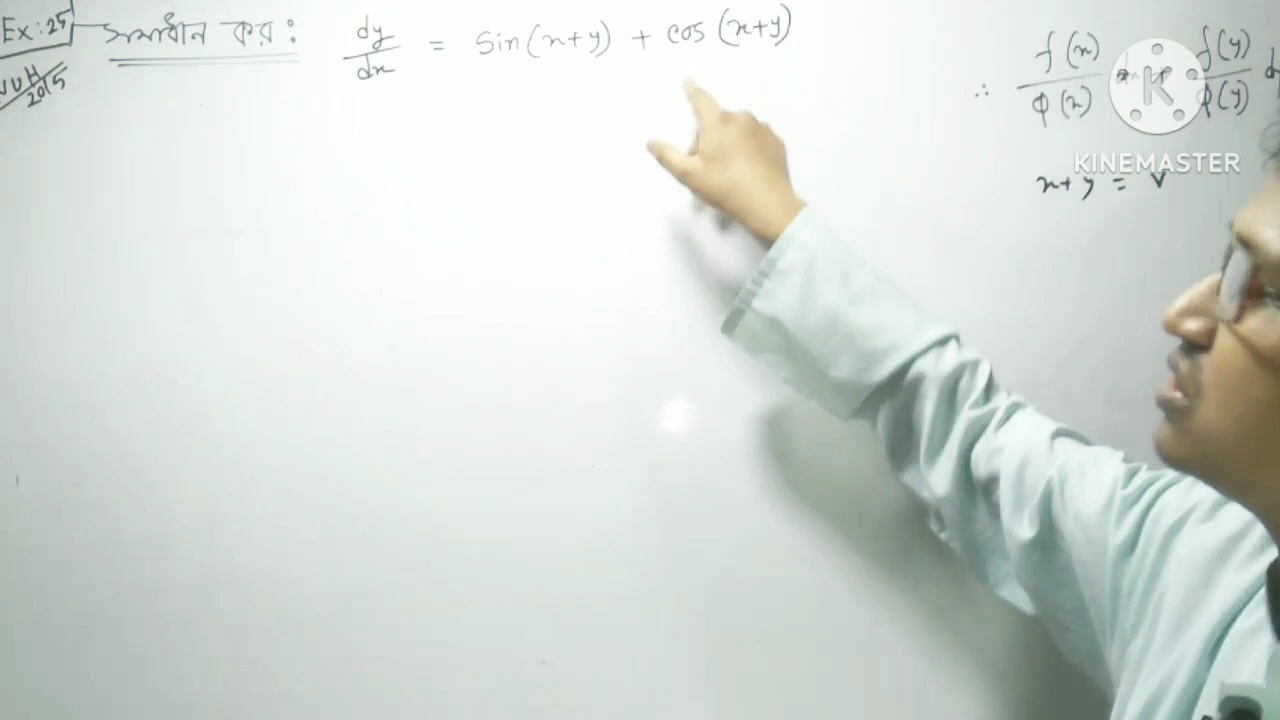 Ex: 25 সমাধান কর: dy/dx = Sin (x+y) + cos (x+y)
NUH 2015
∴ f(x)/φ(x) f(y)/φ(y)
KINEMASTER
x+y = v